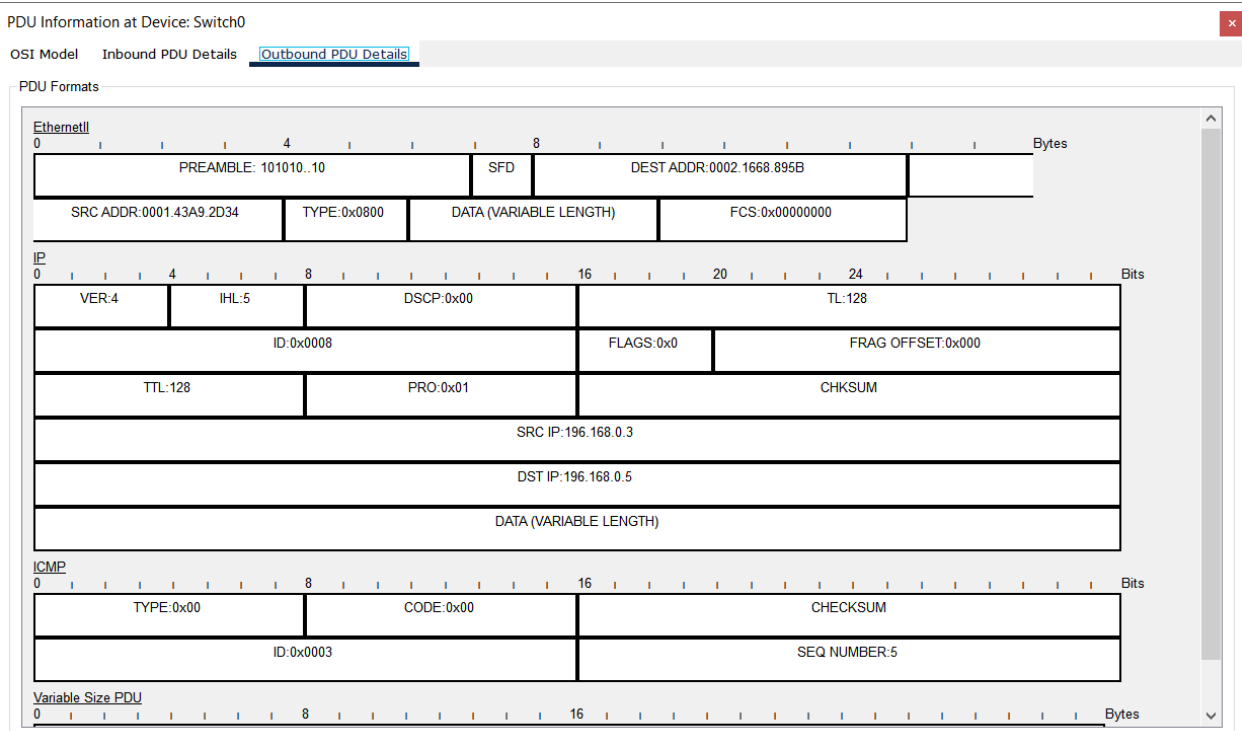 PDU Information at Device: Switch0
OSI Model Inbound PDU Details Outbound PDU Details
PDU Formats
EthernetII
0 4 8 Bytes
PREAMBLE: 101010..10 SFD DEST ADDR:0002.1668.895B
SRC ADDR:0001.43A9.2D34 TYPE:0x0800 DATA (VARIABLE LENGTH) FCS:0x00000000
IP
0 4 8 16 20 24 Bits
VER:4 IHL:5 DSCP:0x00 TL:128
ID:0x0008 FLAGS:0x0 FRAG OFFSET:0x000
TTL:128 PRO:0x01 CHKSUM
SRC IP:196.168.0.3
DST IP:196.168.0.5
DATA (VARIABLE LENGTH)
ICMP
0 8 16 Bits
TYPE:0x00 CODE:0x00 CHECKSUM
ID:0x0003 SEQ NUMBER:5
Variable Size PDU
0 8 16 Bytes